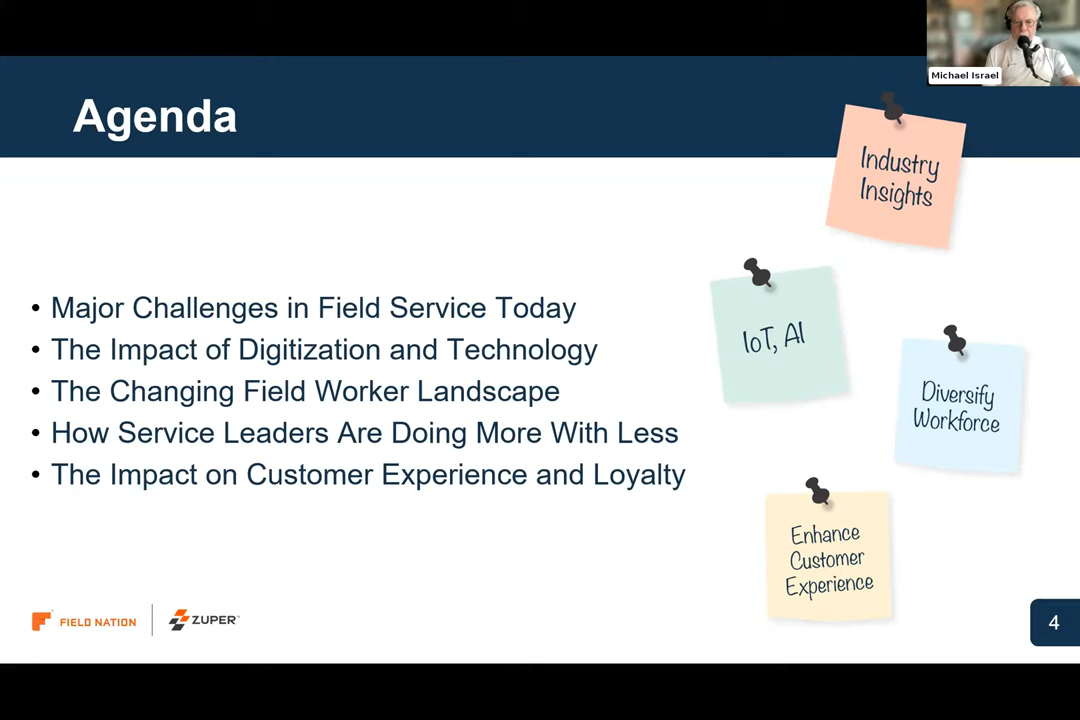 Michael Israel
Agenda
Industry
Insights
IoT, AI
Diversify
Workforce
• Major Challenges in Field Service Today
• The Impact of Digitization and Technology
• The Changing Field Worker Landscape
• How Service Leaders Are Doing More With Less
• The Impact on Customer Experience and Loyalty
Enhance
Customer
Experience
FIELD NATION
ZUPER™
4